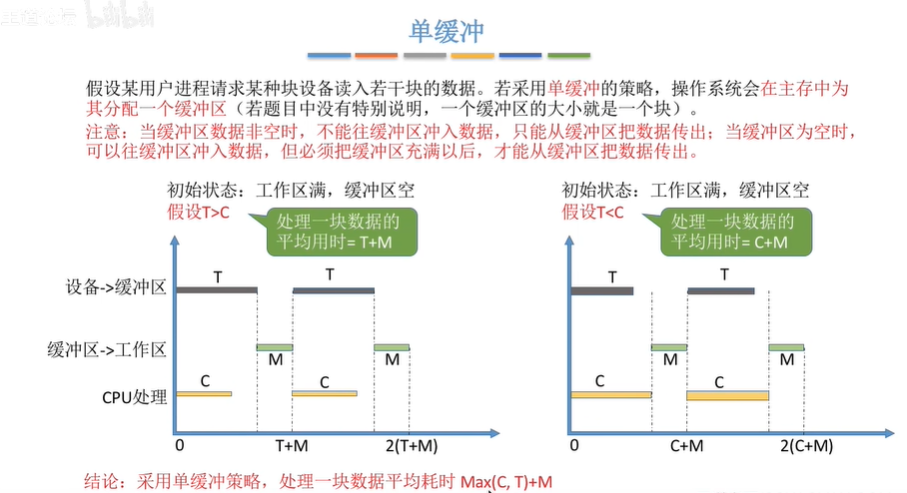 单缓冲
假设某用户进程请求某种块设备读入若干块的数据。若采用单缓冲的策略，操作系统会在主存中为
其分配一个缓冲区（若题目中没有特别说明，一个缓冲区的大小就是一个块）。
注意：当缓冲区数据非空时，不能往缓冲区冲入数据，只能从缓冲区把数据传出；当缓冲区为空时，
可以往缓冲区冲入数据，但必须把缓冲区充满以后，才能从缓冲区把数据传出。
初始状态：工作区满，缓冲区空
假设T>C
处理一块数据的
平均用时= T+M
设备->缓冲区
T
T
缓冲区->工作区
M
M
CPU处理
C
C
0
T+M
2(T+M)
初始状态：工作区满，缓冲区空
假设T<C
处理一块数据的
平均用时= C+M
T
T
M
M
C
C
0
C+M
2(C+M)
结论：采用单缓冲策略，处理一块数据平均耗时 Max(C, T)+M